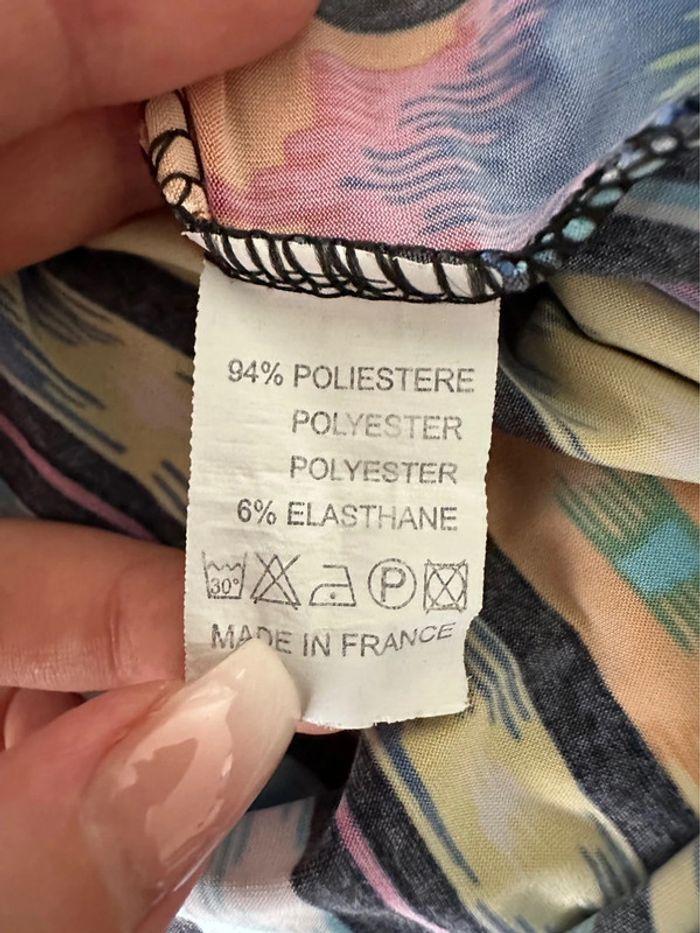 94% POLIESTERE
POLYESTER
POLYESTER
6% ELASTHANE
30° P
MADE IN FRANCE